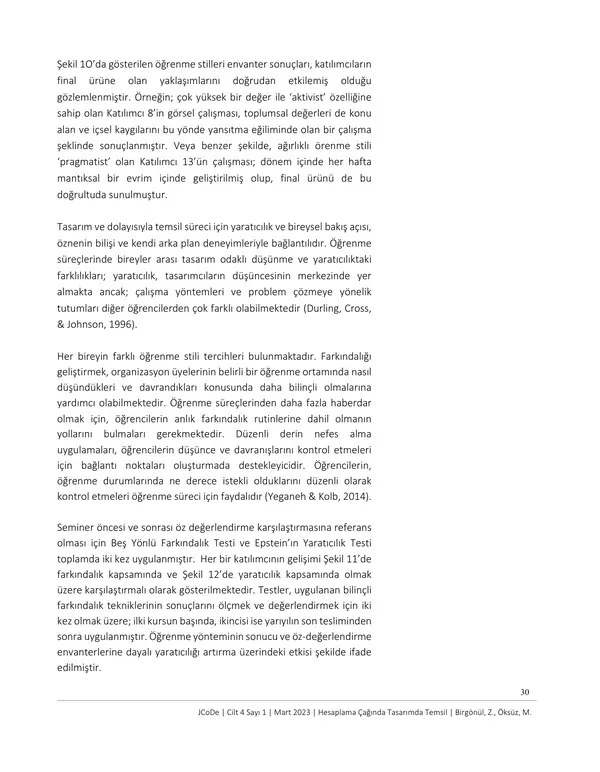 Şekil 1O’da gösterilen öğrenme stilleri envanter sonuçları, katılımcıların
final ürüne olan yaklaşımlarını doğrudan etkilemiş olduğu
gözlemlenmiştir. Örneğin; çok yüksek bir değer ile ‘aktivist’ özelliğine
sahip olan Katılımcı 8’in görsel çalışması, toplumsal değerleri de konu
alan ve içsel kaygılarını bu yönde yansıtma eğiliminde olan bir çalışma
şeklinde sonuçlanmıştır. Veya benzer şekilde, ağırlıklı örenme stili
‘pragmatist’ olan Katılımcı 13’ün çalışması; dönem içinde her hafta
mantıksal bir evrim içinde geliştirilmiş olup, final ürünü de bu
doğrultuda sunulmuştur.
Tasarım ve dolayısıyla temsil süreci için yaratıcılık ve bireysel bakış açısı,
öznenin bilişi ve kendi arka plan deneyimleriyle bağlantılıdır. Öğrenme
süreçlerinde bireyler arası tasarım odaklı düşünme ve yaratıcılıktaki
farklılıkları; yaratıcılık, tasarımcıların düşüncesinin merkezinde yer
almakta ancak; çalışma yöntemleri ve problem çözmeye yönelik
tutumları diğer öğrencilerden çok farklı olabilmektedir (Durling, Cross,
& Johnson, 1996).
Her bireyin farklı öğrenme stili tercihleri bulunmaktadır. Farkındalığı
geliştirmek, organizasyon üyelerinin belirli bir öğrenme ortamında nasıl
düşündükleri ve davrandıkları konusunda daha bilinçli olmalarına
yardımcı olabilmektedir. Öğrenme süreçlerinden daha fazla haberdar
olmak için, öğrencilerin anlık farkındalık rutinlerine dahil olmanın
yollarını bulmaları gerekmektedir. Düzenli derin nefes alma
uygulamaları, öğrencilerin düşünce ve davranışlarını kontrol etmeleri
için bağlantı noktaları oluşturmada destekleyicidir. Öğrencilerin,
öğrenme durumlarında ne derece istekli olduklarını düzenli olarak
kontrol etmeleri öğrenme süreci için faydalıdır (Yeganeh & Kolb, 2014).
Seminer öncesi ve sonrası öz değerlendirme karşılaştırmasına referans
olması için Beş Yönlü Farkındalık Testi ve Epstein’ın Yaratıcılık Testi
toplamda iki kez uygulanmıştır. Her bir katılımcının gelişimi Şekil 11’de
farkındalık kapsamında ve Şekil 12’de yaratıcılık kapsamında olmak
üzere karşılaştırmalı olarak gösterilmektedir. Testler, uygulanan bilinçli
farkındalık tekniklerinin sonuçlarını ölçmek ve değerlendirmek için iki
kez olmak üzere; ilki kursun başında, ikincisi ise yarıyılın son tesliminden
sonra uygulanmıştır. Öğrenme yönteminin sonucu ve öz-değerlendirme
envanterlerine dayalı yaratıcılığı artırma üzerindeki etkisi şekilde ifade
edilmiştir.
30
JCoDe | Cilt 4 Sayı 1 | Mart 2023 | Hesaplama Çağında Tasarımda Temsil | Birgönül, Z., Öksüz, M.